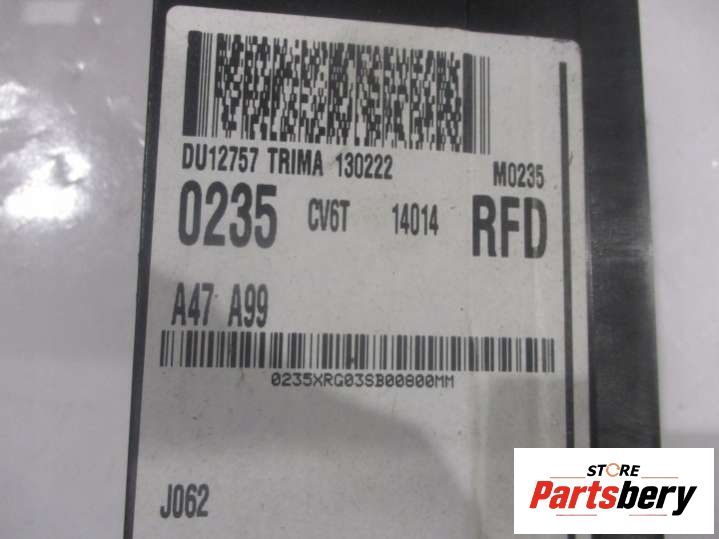 DU12757 TRIMA 130222 M0235
0235 CV6T 14014 RFD
A47 A99
0235XRG03SB00800MM
J062
STORE
Partsbery